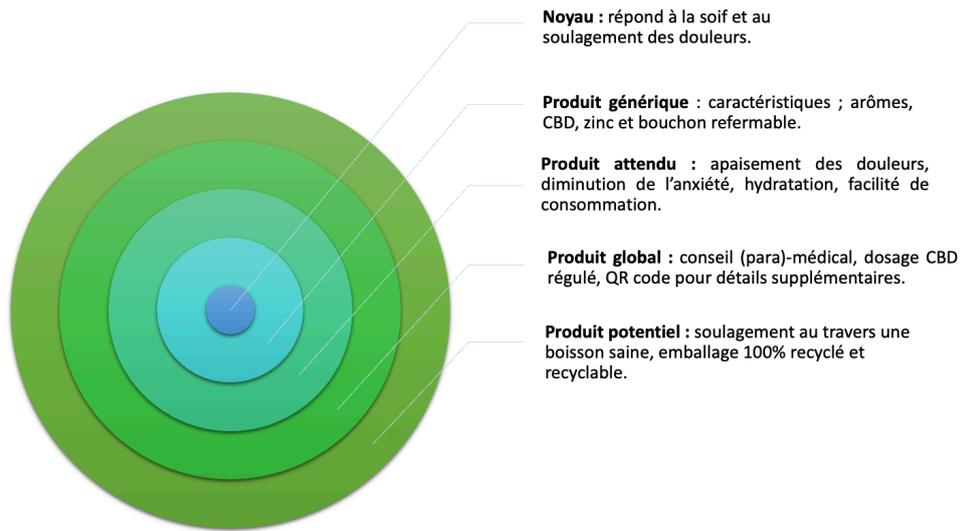 Noyau : répond à la soif et au
soulagement des douleurs.
Produit générique : caractéristiques ; arômes,
CBD, zinc et bouchon refermable.
Produit attendu : apaisement des douleurs,
diminution de l’anxiété, hydratation, facilité de
consommation.
Produit global : conseil (para)-médical, dosage CBD
régulé, QR code pour détails supplémentaires.
Produit potentiel : soulagement au travers une
boisson saine, emballage 100% recyclé et
recyclable.